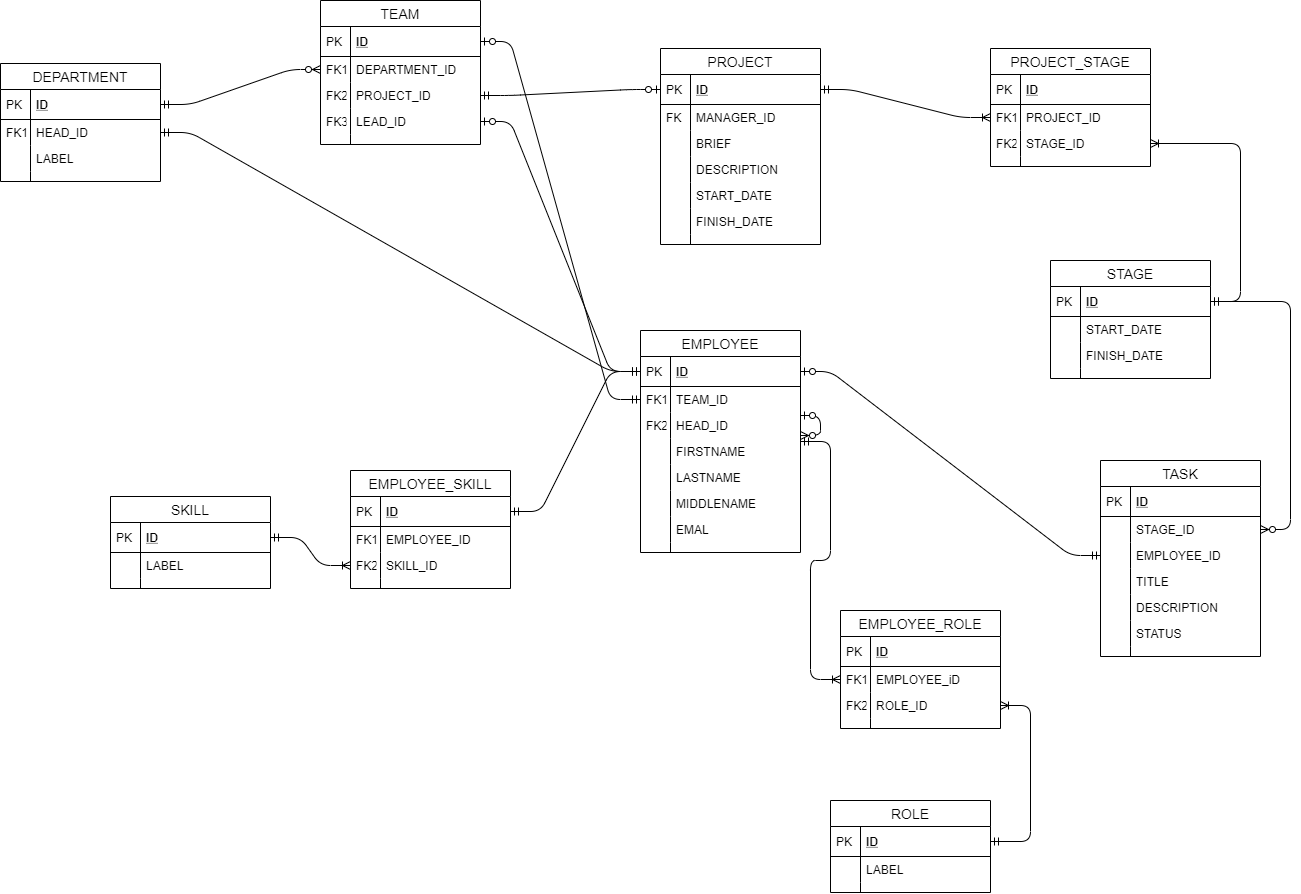 TEAM
PK ID
FK1 DEPARTMENT_ID
FK2 PROJECT_ID
FK3 LEAD_ID
DEPARTMENT
PK ID
FK1 HEAD_ID
LABEL
PROJECT
PK ID
FK MANAGER_ID
BRIEF
DESCRIPTION
START_DATE
FINISH_DATE
PROJECT_STAGE
PK ID
FK1 PROJECT_ID
FK2 STAGE_ID
STAGE
PK ID
START_DATE
FINISH_DATE
EMPLOYEE
PK ID
FK1 TEAM_ID
FK2 HEAD_ID
FIRSTNAME
LASTNAME
MIDDLENAME
EMAL
SKILL
PK ID
LABEL
EMPLOYEE_SKILL
PK ID
FK1 EMPLOYEE_ID
FK2 SKILL_ID
TASK
PK ID
STAGE_ID
EMPLOYEE_ID
TITLE
DESCRIPTION
STATUS
EMPLOYEE_ROLE
PK ID
FK1 EMPLOYEE_iD
FK2 ROLE_ID
ROLE
PK ID
LABEL